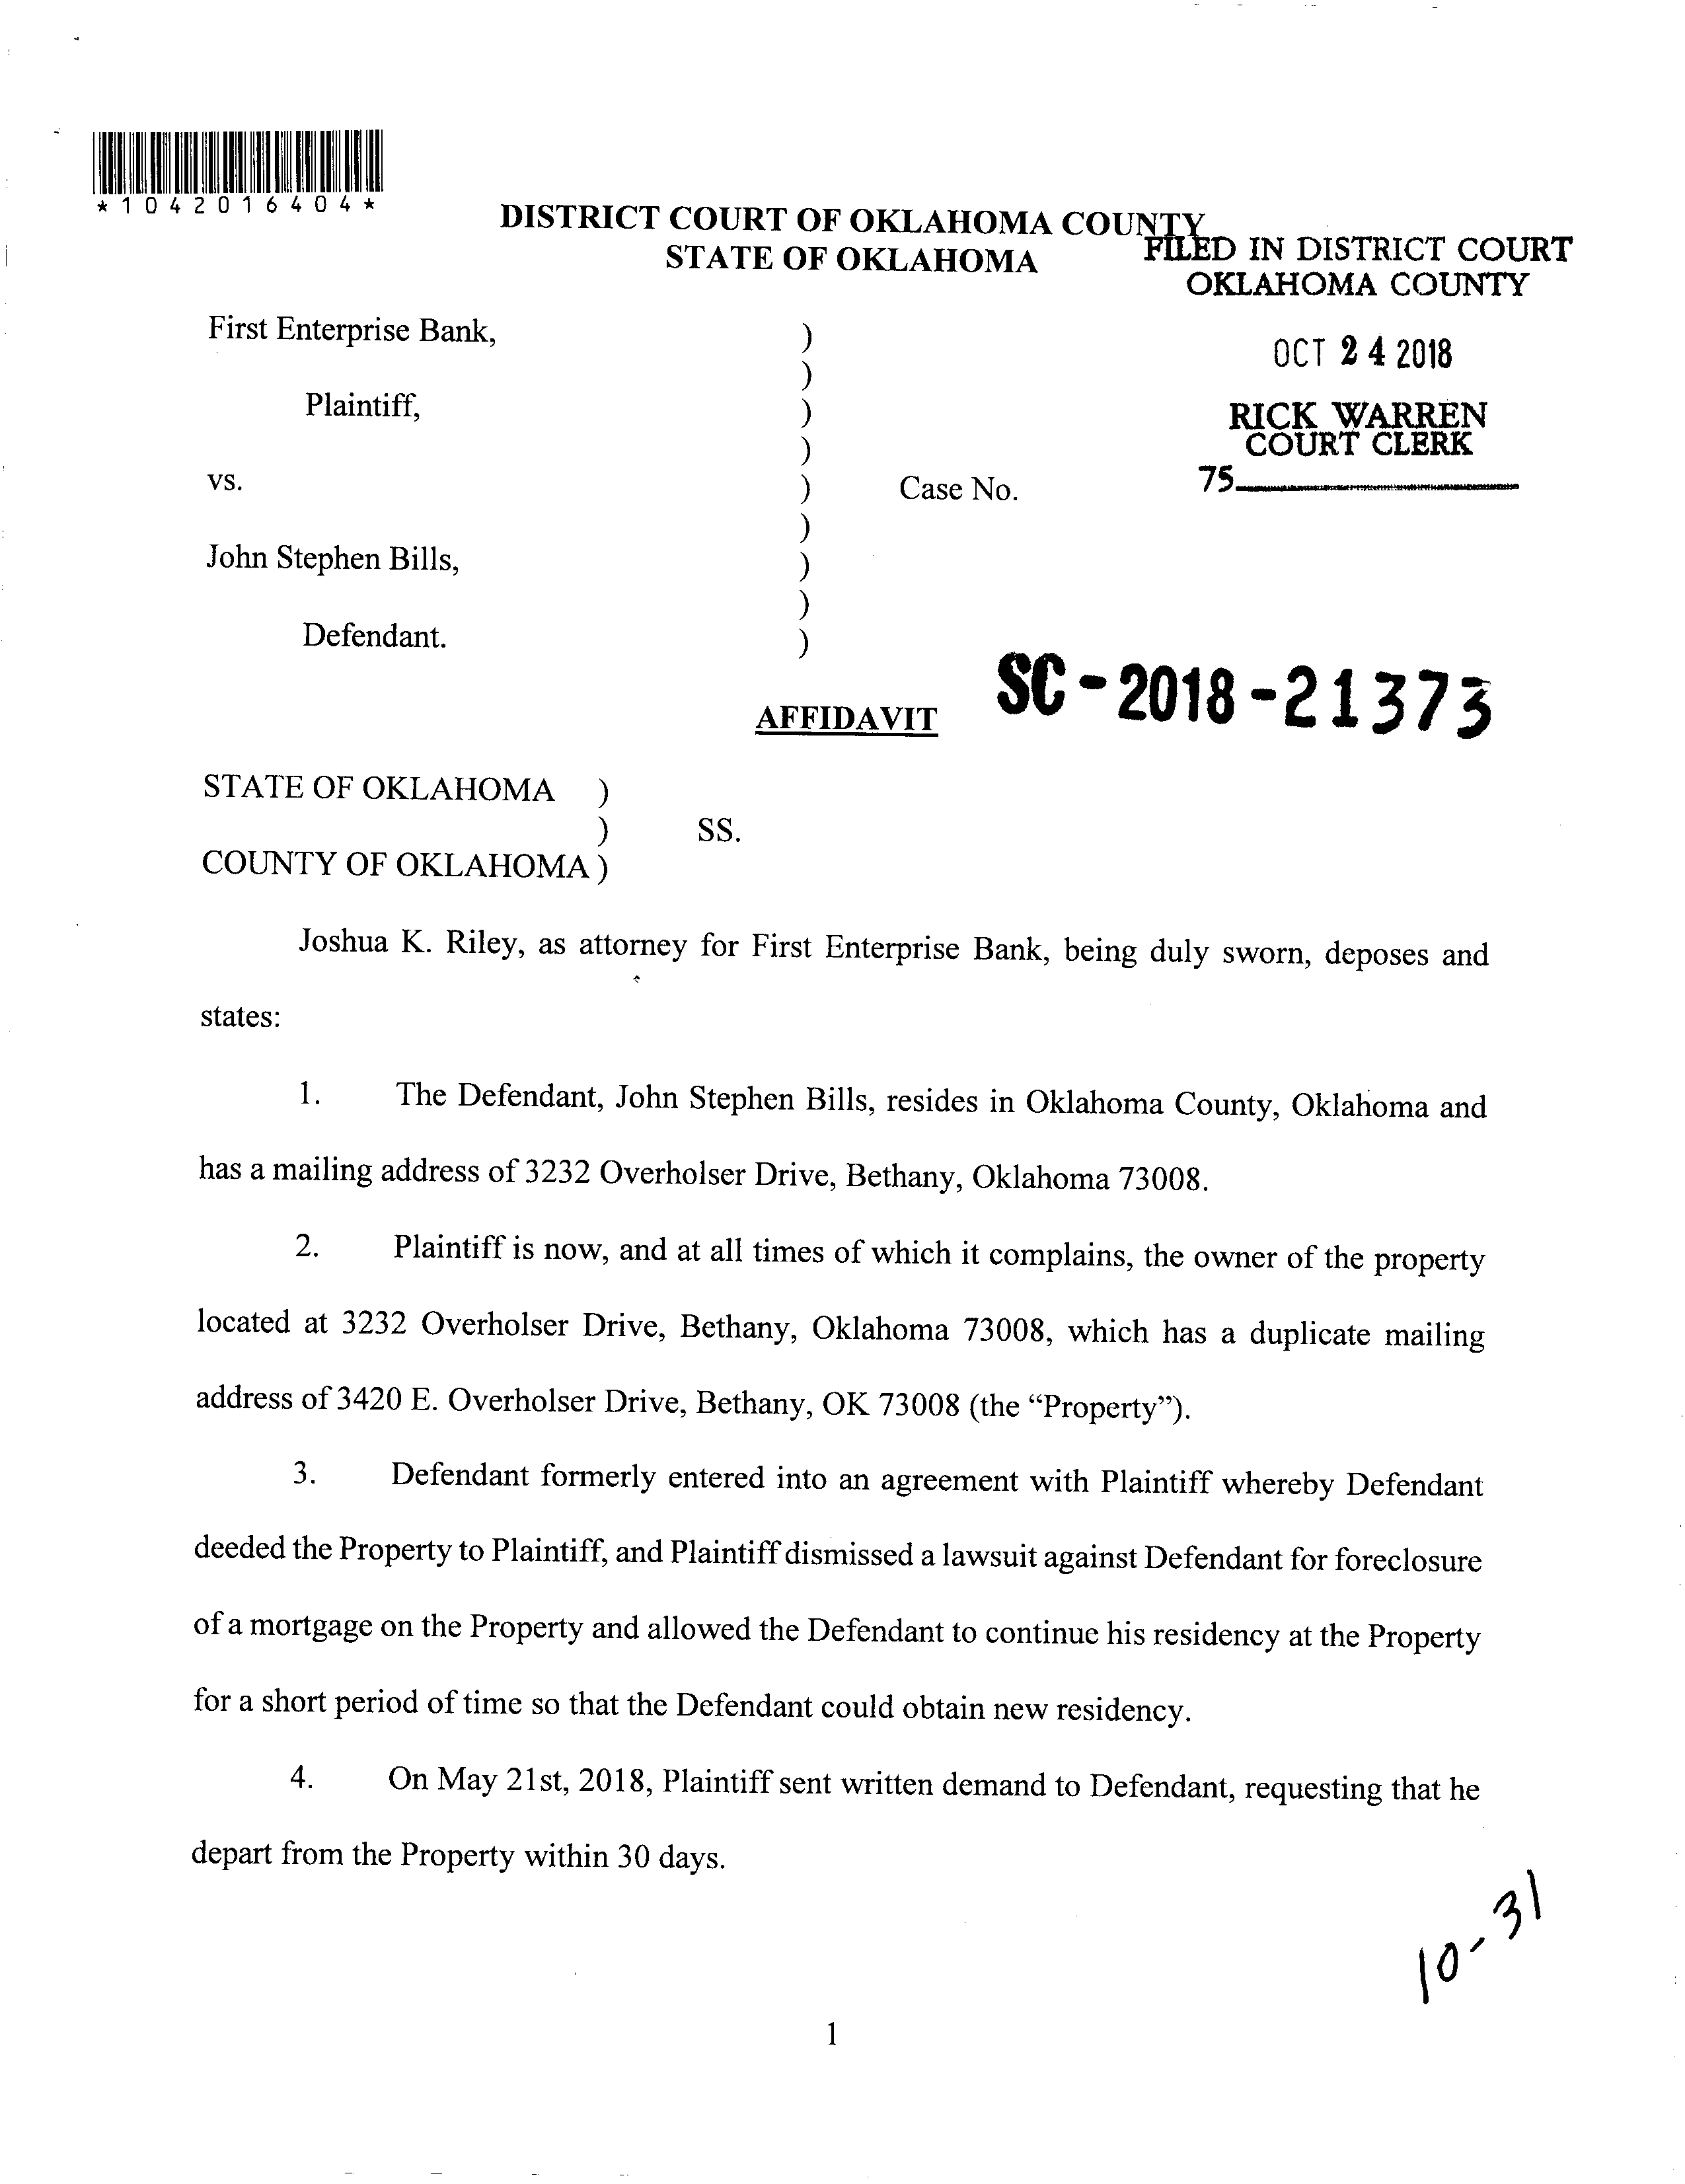 *1042016404*
DISTRICT COURT OF OKLAHOMA COUNTY
STATE OF OKLAHOMA
FILED IN DISTRICT COURT
OKLAHOMA COUNTY
OCT 24 2018
RICK WARREN
COURT CLERK
75
First Enterprise Bank, )
)
Plaintiff, )
)
vs. ) Case No.
)
John Stephen Bills, )
)
Defendant. )
SC-2018-21373
AFFIDAVIT
STATE OF OKLAHOMA )
) SS.
COUNTY OF OKLAHOMA )
Joshua K. Riley, as attorney for First Enterprise Bank, being duly sworn, deposes and
states:
1. The Defendant, John Stephen Bills, resides in Oklahoma County, Oklahoma and
has a mailing address of 3232 Overholser Drive, Bethany, Oklahoma 73008.
2. Plaintiff is now, and at all times of which it complains, the owner of the property
located at 3232 Overholser Drive, Bethany, Oklahoma 73008, which has a duplicate mailing
address of 3420 E. Overholser Drive, Bethany, OK 73008 (the “Property”).
3. Defendant formerly entered into an agreement with Plaintiff whereby Defendant
deeded the Property to Plaintiff, and Plaintiff dismissed a lawsuit against Defendant for foreclosure
of a mortgage on the Property and allowed the Defendant to continue his residency at the Property
for a short period of time so that the Defendant could obtain new residency.
4. On May 21st, 2018, Plaintiff sent written demand to Defendant, requesting that he
depart from the Property within 30 days.
10-31
1